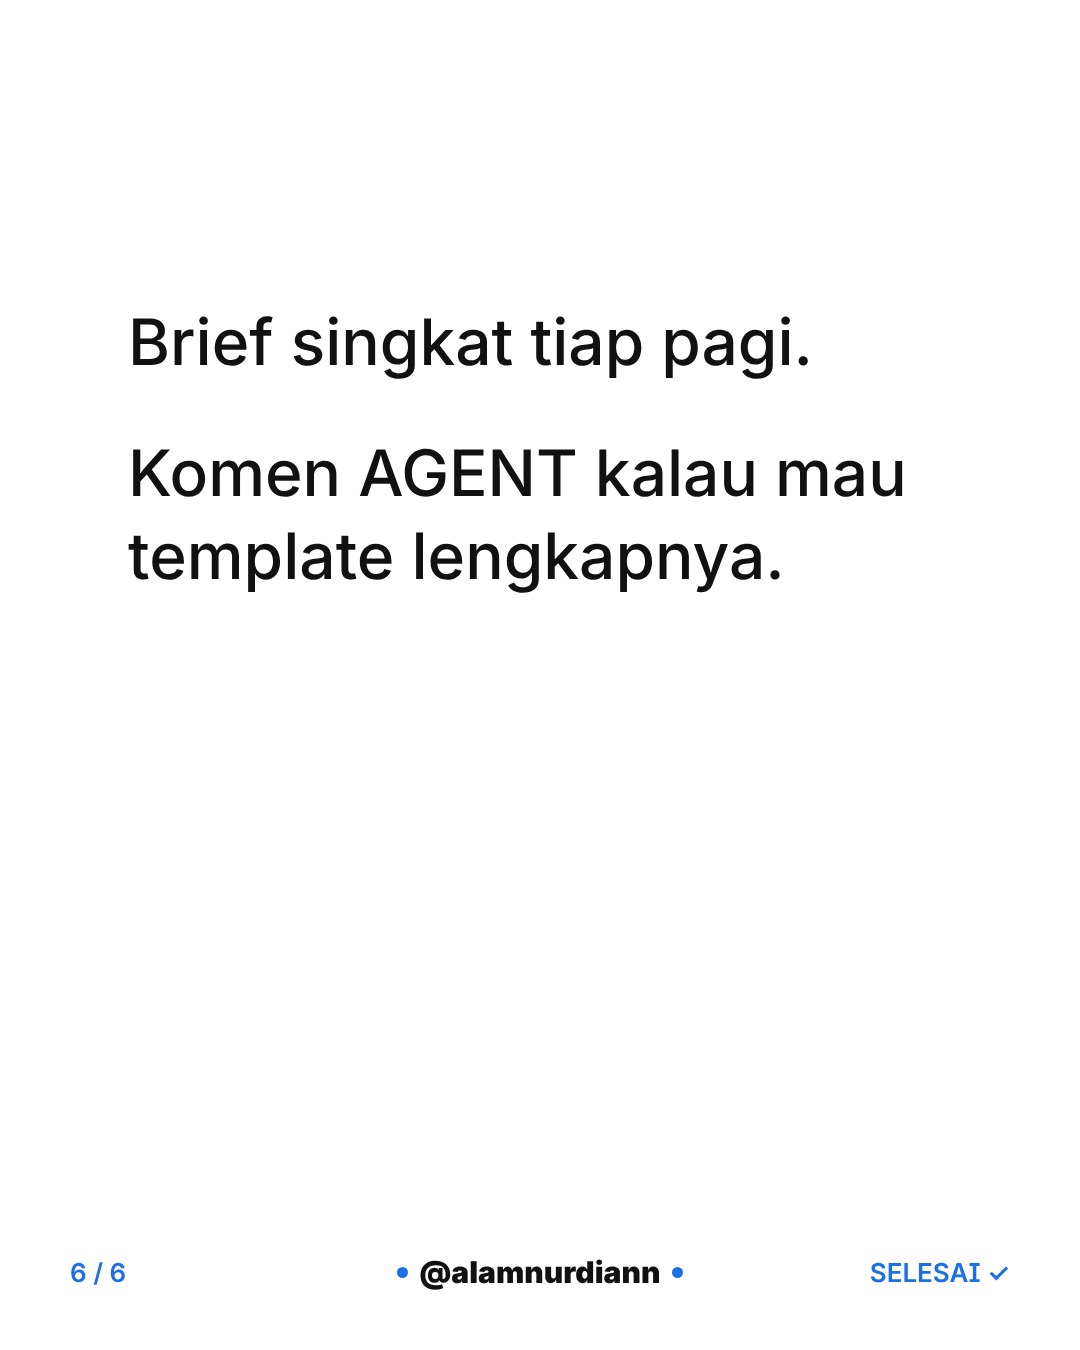 Brief singkat tiap pagi.
Komen AGENT kalau mau
template lengkapnya.
6 / 6
• @alamnurdiann •
SELESAI ✓